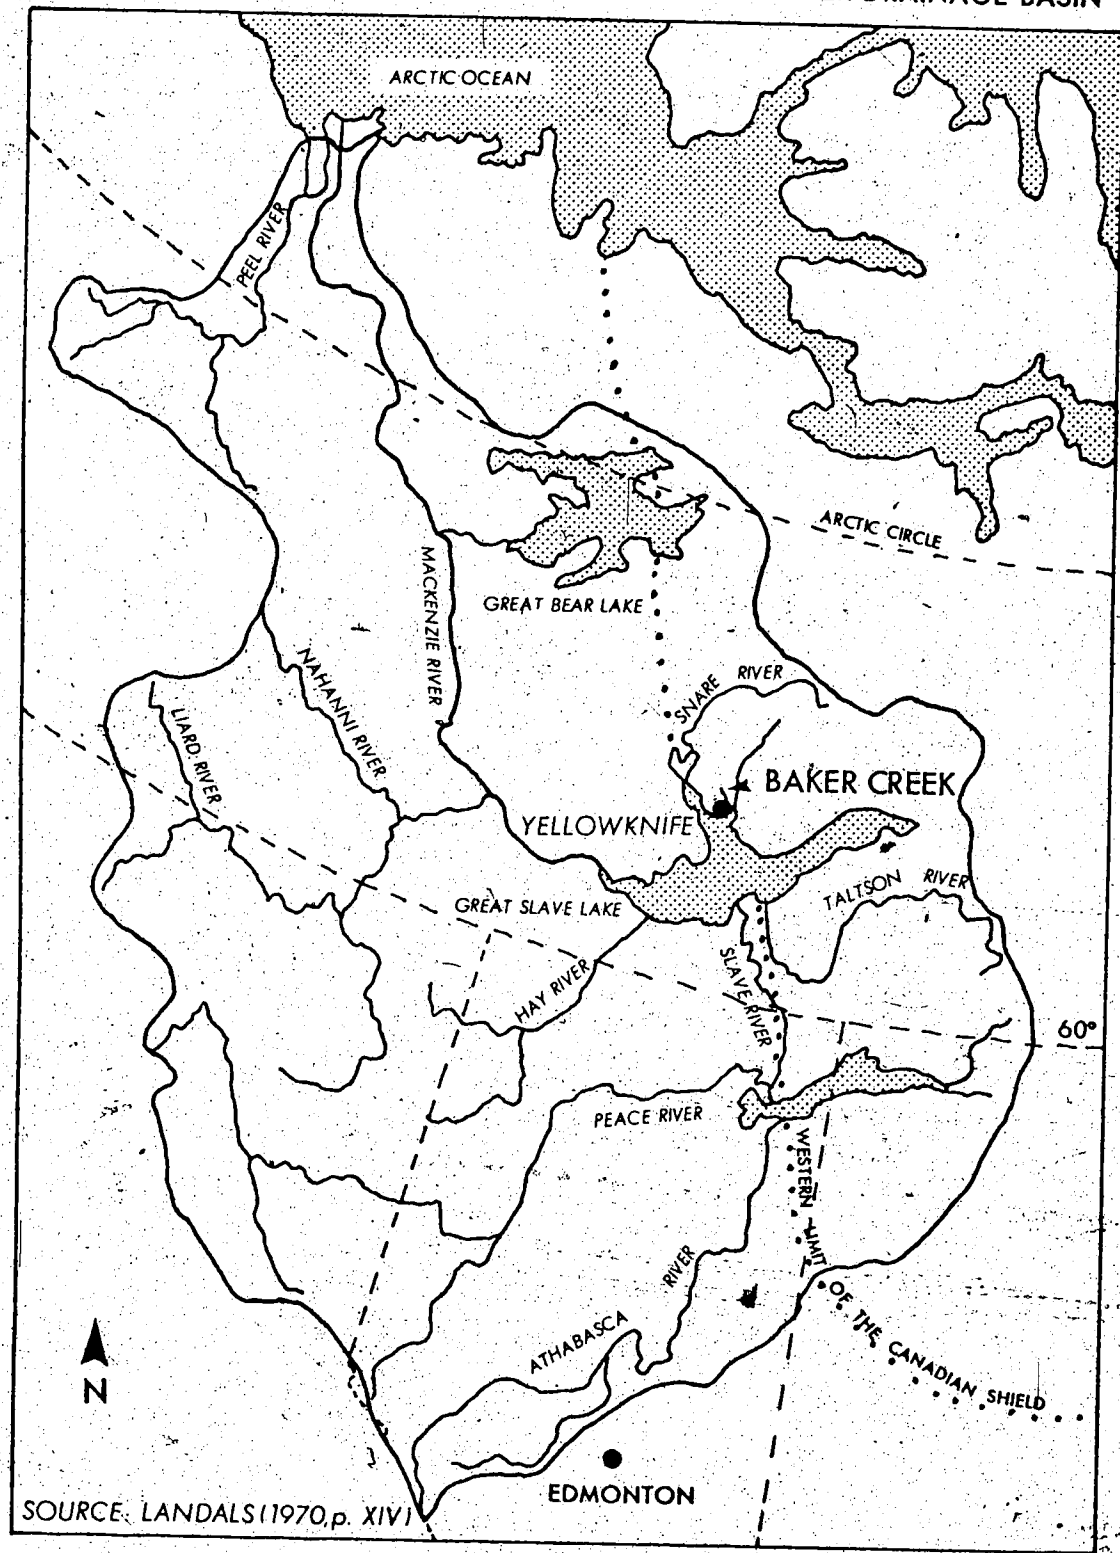 DRAINAGE BASIN
ARCTIC OCEAN
PEEL RIVER
ARCTIC CIRCLE
MACKENZIE RIVER
GREAT BEAR LAKE
SNARE RIVER
NAHANNI RIVER
LIARD RIVER
BAKER CREEK
YELLOWKNIFE
TALTSON RIVER
GREAT SLAVE LAKE
SLAVE RIVER
HAY RIVER
60°
PEACE RIVER
WESTERN LIMIT OF THE CANADIAN SHIELD
ATHABASCA RIVER
N
EDMONTON
SOURCE: LANDALS (1970, p. XIV)